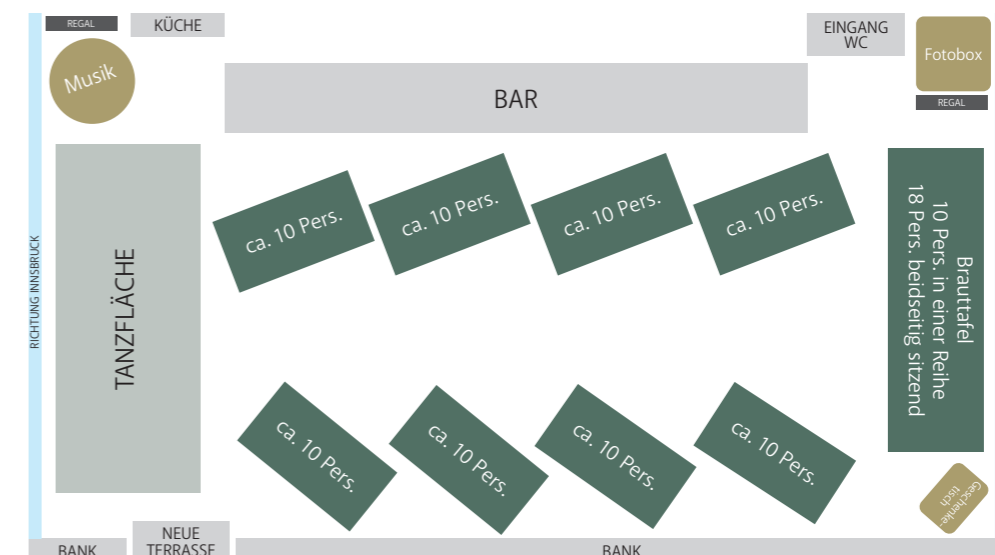 REGAL
KÜCHE
EINGANG
WC
Fotobox
REGAL
Musik
BAR
RICHTUNG INNSBRUCK
TANZFLÄCHE
ca. 10 Pers.
ca. 10 Pers.
ca. 10 Pers.
ca. 10 Pers.
Brauttafel
10 Pers. in einer Reihe
18 Pers. beidseitig sitzend
ca. 10 Pers.
ca. 10 Pers.
ca. 10 Pers.
ca. 10 Pers.
Geschenke-
tisch
BANK
NEUE
TERRASSE
BANK